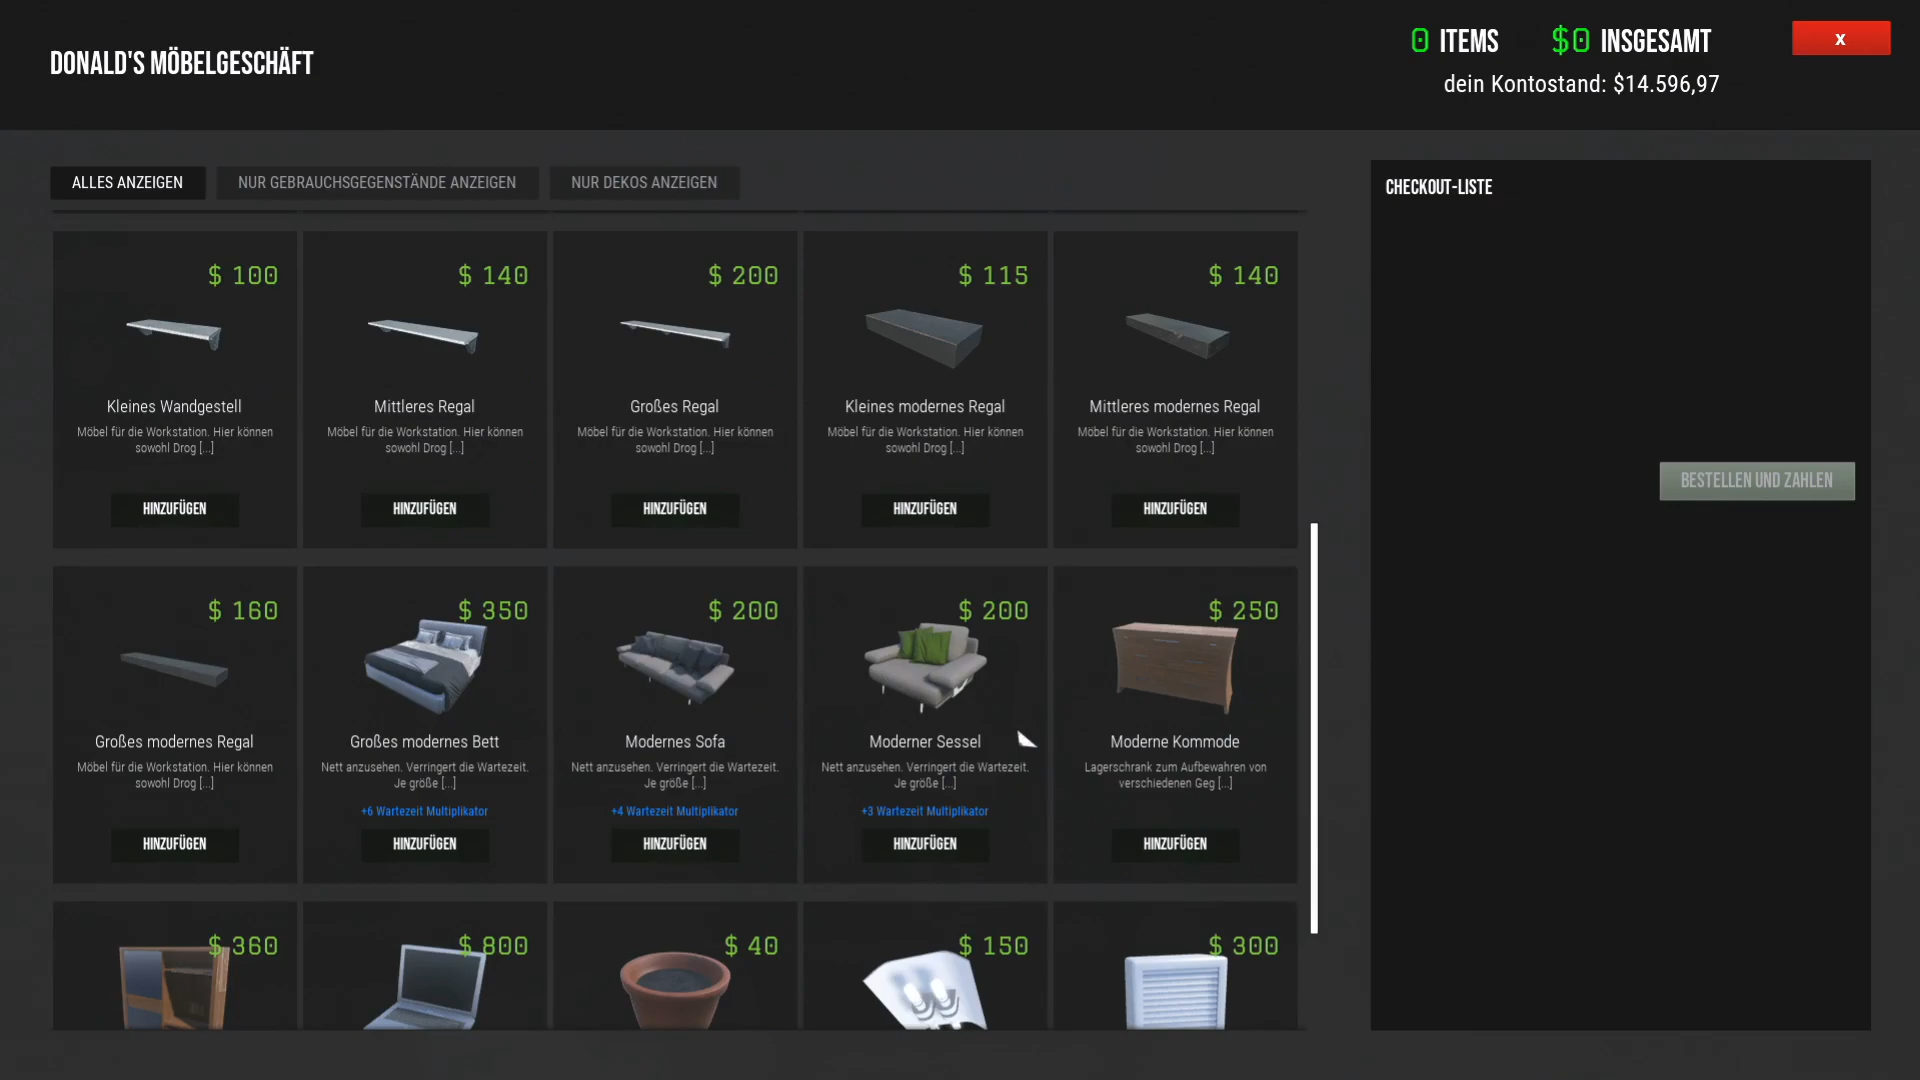 DONALD'S MÖBELGESCHÄFT
0 ITEMS $0 INSGESAMT
X
dein Kontostand: $14.596,97
ALLES ANZEIGEN NUR GEBRAUCHSGEGENSTÄNDE ANZEIGEN NUR DEKOS ANZEIGEN
CHECKOUT-LISTE
$ 100
Kleines Wandgestell
Möbel für die Workstation. Hier können
sowohl Drog [...]
HINZUFÜGEN
$ 140
Mittleres Regal
Möbel für die Workstation. Hier können
sowohl Drog [...]
HINZUFÜGEN
$ 200
Großes Regal
Möbel für die Workstation. Hier können
sowohl Drog [...]
HINZUFÜGEN
$ 115
Kleines modernes Regal
Möbel für die Workstation. Hier können
sowohl Drog [...]
HINZUFÜGEN
$ 140
Mittleres modernes Regal
Möbel für die Workstation. Hier können
sowohl Drog [...]
HINZUFÜGEN
BESTELLEN UND ZAHLEN
$ 160
Großes modernes Regal
Möbel für die Workstation. Hier können
sowohl Drog [...]
HINZUFÜGEN
$ 350
Großes modernes Bett
Nett anzusehen. Verringert die Wartezeit.
Je größe [...]
+6 Wartezeit Multiplikator
HINZUFÜGEN
$ 200
Modernes Sofa
Nett anzusehen. Verringert die Wartezeit.
Je größe [...]
+4 Wartezeit Multiplikator
HINZUFÜGEN
$ 200
Moderner Sessel
Nett anzusehen. Verringert die Wartezeit.
Je größe [...]
+3 Wartezeit Multiplikator
HINZUFÜGEN
$ 250
Moderne Kommode
Lagerschrank zum Aufbewahren von
verschiedenen Geg [...]
HINZUFÜGEN
$ 360
$ 800
$ 40
$ 150
$ 300